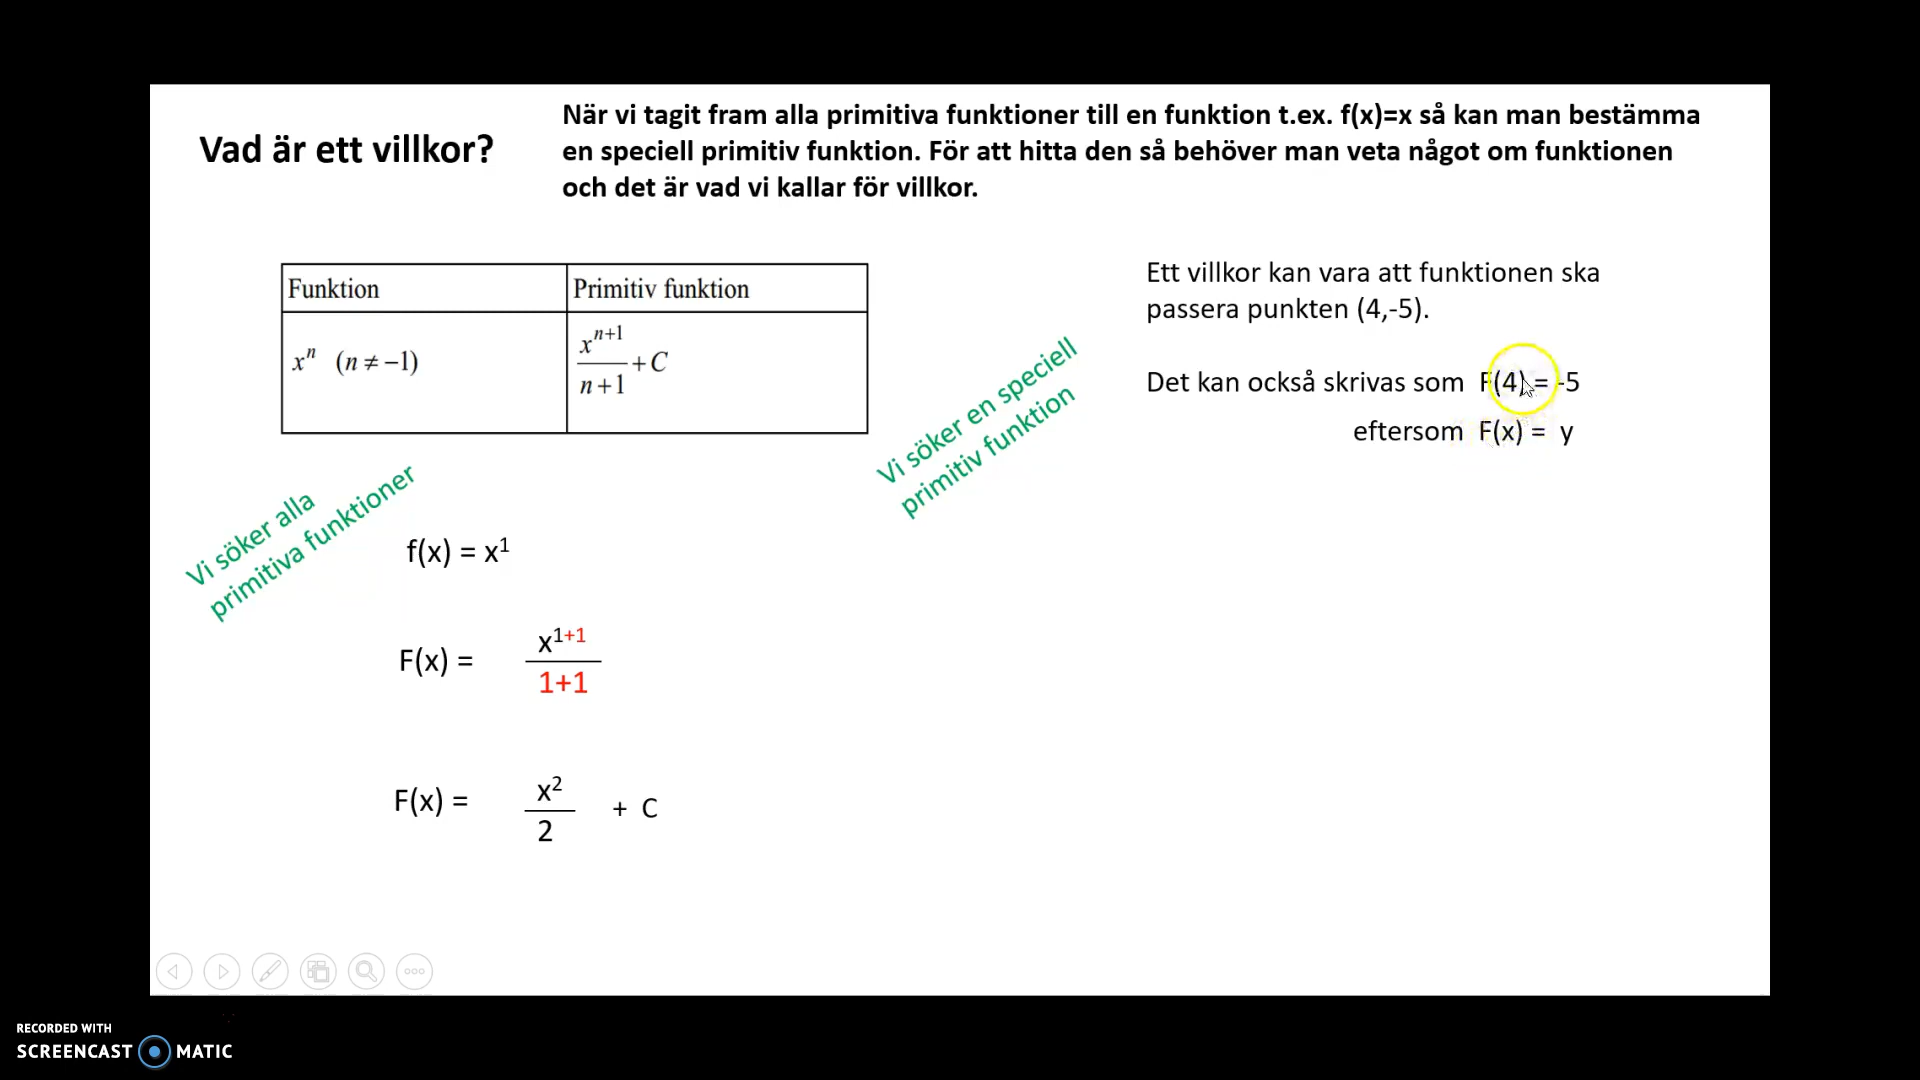 Vad är ett villkor?
När vi tagit fram alla primitiva funktioner till en funktion t.ex. f(x)=x så kan man bestämma
en speciell primitiv funktion. För att hitta den så behöver man veta något om funktionen
och det är vad vi kallar för villkor.
Funktion Primitiv funktion
xⁿ (n ≠ −1)
xⁿ⁺¹
n+1
+C
Vi söker alla
primitiva funktioner
f(x) = x¹
F(x) =
x¹⁺¹
1+1
F(x) =
x²
2
+ C
Vi söker en speciell
primitiv funktion
Ett villkor kan vara att funktionen ska
passera punkten (4,-5).
Det kan också skrivas som F(4) = -5
eftersom F(x) = y
RECORDED WITH
SCREENCAST MATIC